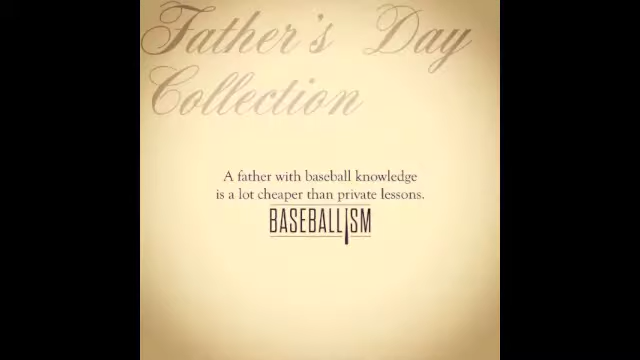 Father's Day
Collection
A father with baseball knowledge
is a lot cheaper than private lessons.
BASEBALLISM